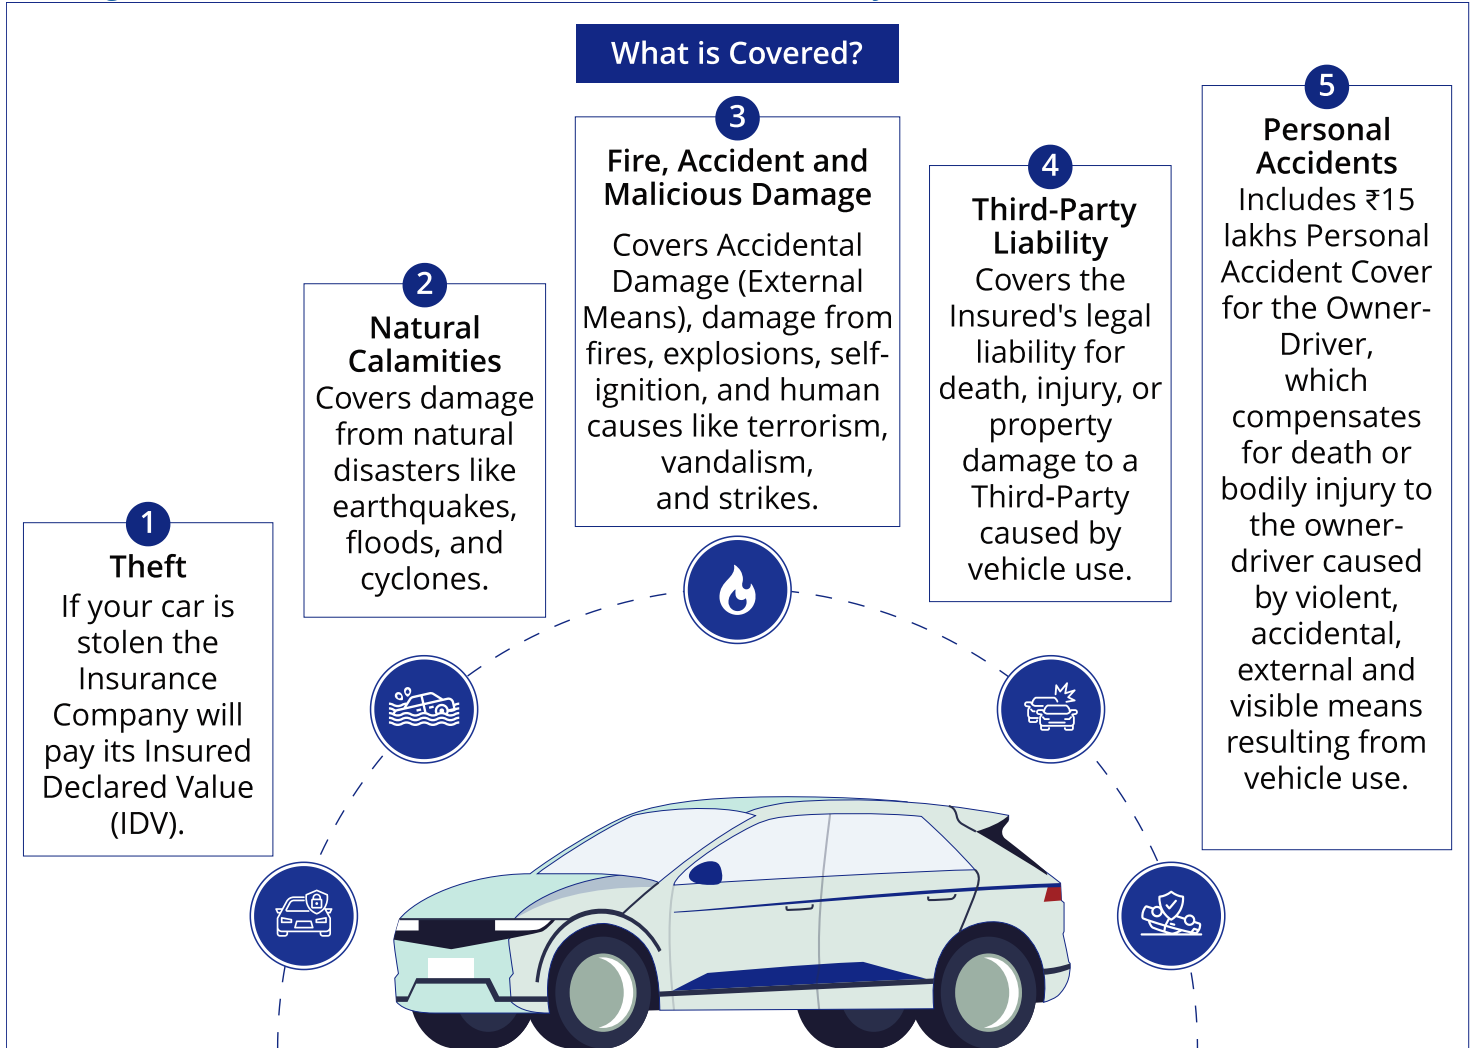 What is Covered?
1
Theft
If your car is
stolen the
Insurance
Company will
pay its Insured
Declared Value
(IDV).
2
Natural
Calamities
Covers damage
from natural
disasters like
earthquakes,
floods, and
cyclones.
3
Fire, Accident and
Malicious Damage
Covers Accidental
Damage (External
Means), damage from
fires, explosions, self-
ignition, and human
causes like terrorism,
vandalism,
and strikes.
4
Third-Party
Liability
Covers the
Insured's legal
liability for
death, injury, or
property
damage to a
Third-Party
caused by
vehicle use.
5
Personal
Accidents
Includes ₹15
lakhs Personal
Accident Cover
for the Owner-
Driver,
which
compensates
for death or
bodily injury to
the owner-
driver caused
by violent,
accidental,
external and
visible means
resulting from
vehicle use.